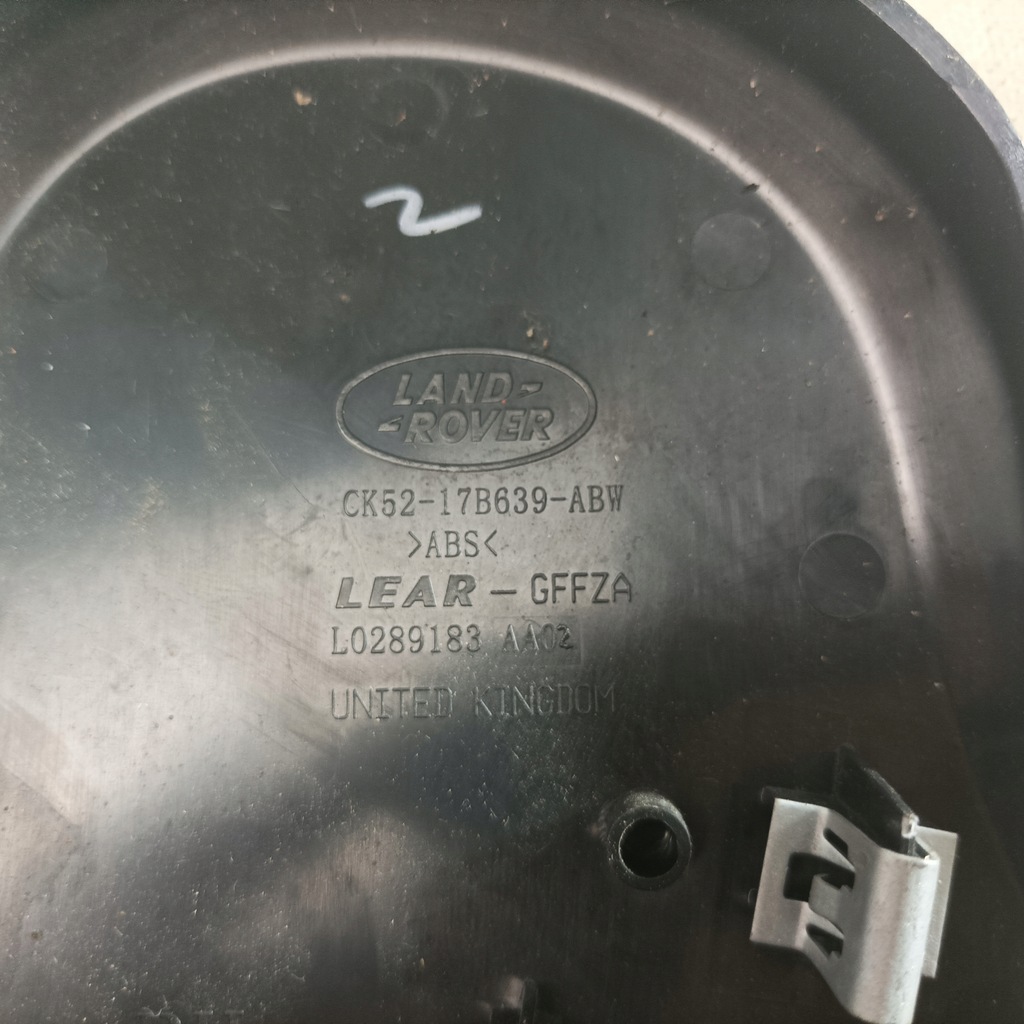 2
LAND-
-ROVER
CK52-17B639-ABW
>ABS<
LEAR - GFFZA
L0289183 AA02
UNITED KINGDOM